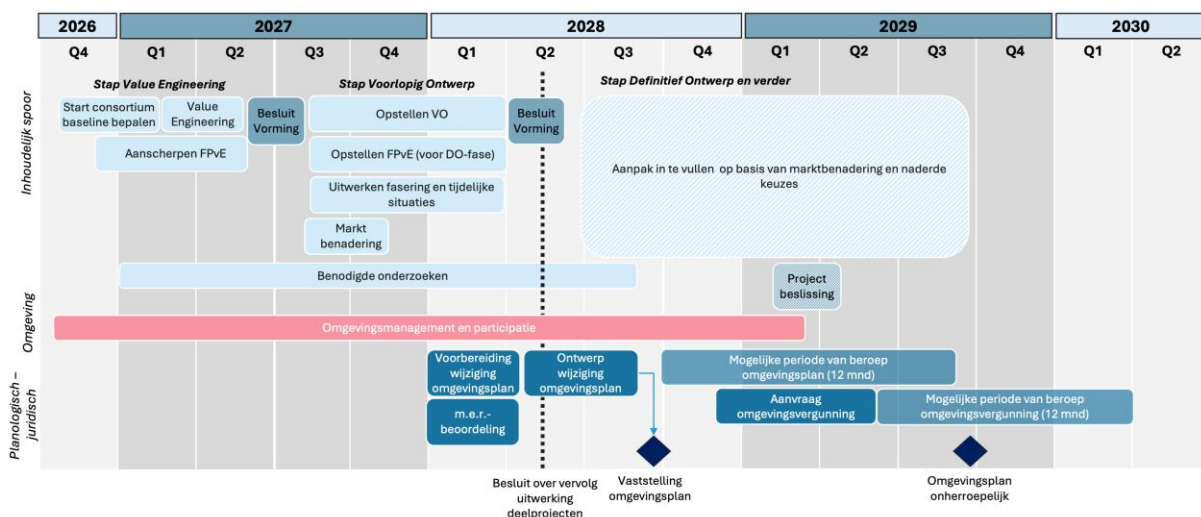 2026
2027
2028
2029
2030
Q4
Q1
Q2
Q3
Q4
Q1
Q2
Q3
Q4
Q1
Q2
Q3
Q4
Q1
Q2
Inhoudelijk spoor
Stap Value Engineering
Stap Voorlopig Ontwerp
Stap Definitief Ontwerp en verder
Start consortium
baseline bepalen
Value
Engineering
Besluit
Vorming
Opstellen VO
Besluit
Vorming
Aanscherpen FPvE
Opstellen FPvE (voor DO-fase)
Aanpak in te vullen op basis van marktbenadering en naderde
keuzes
Uitwerken fasering en tijdelijke
situaties
Markt
benadering
Benodigde onderzoeken
Project
beslissing
Omgeving
Omgevingsmanagement en participatie
Planologisch –
juridisch
Voorbereiding
wijziging
omgevingsplan
Ontwerp
wijziging
omgevingsplan
Mogelijke periode van beroep
omgevingsplan (12 mnd)
m.e.r.-
beoordeling
Aanvraag
omgevingsvergunning
Mogelijke periode van beroep
omgevingsvergunning (12 mnd)
Besluit over vervolg
uitwerking
deelprojecten
Vaststelling
omgevingsplan
Omgevingsplan
onherroepelijk